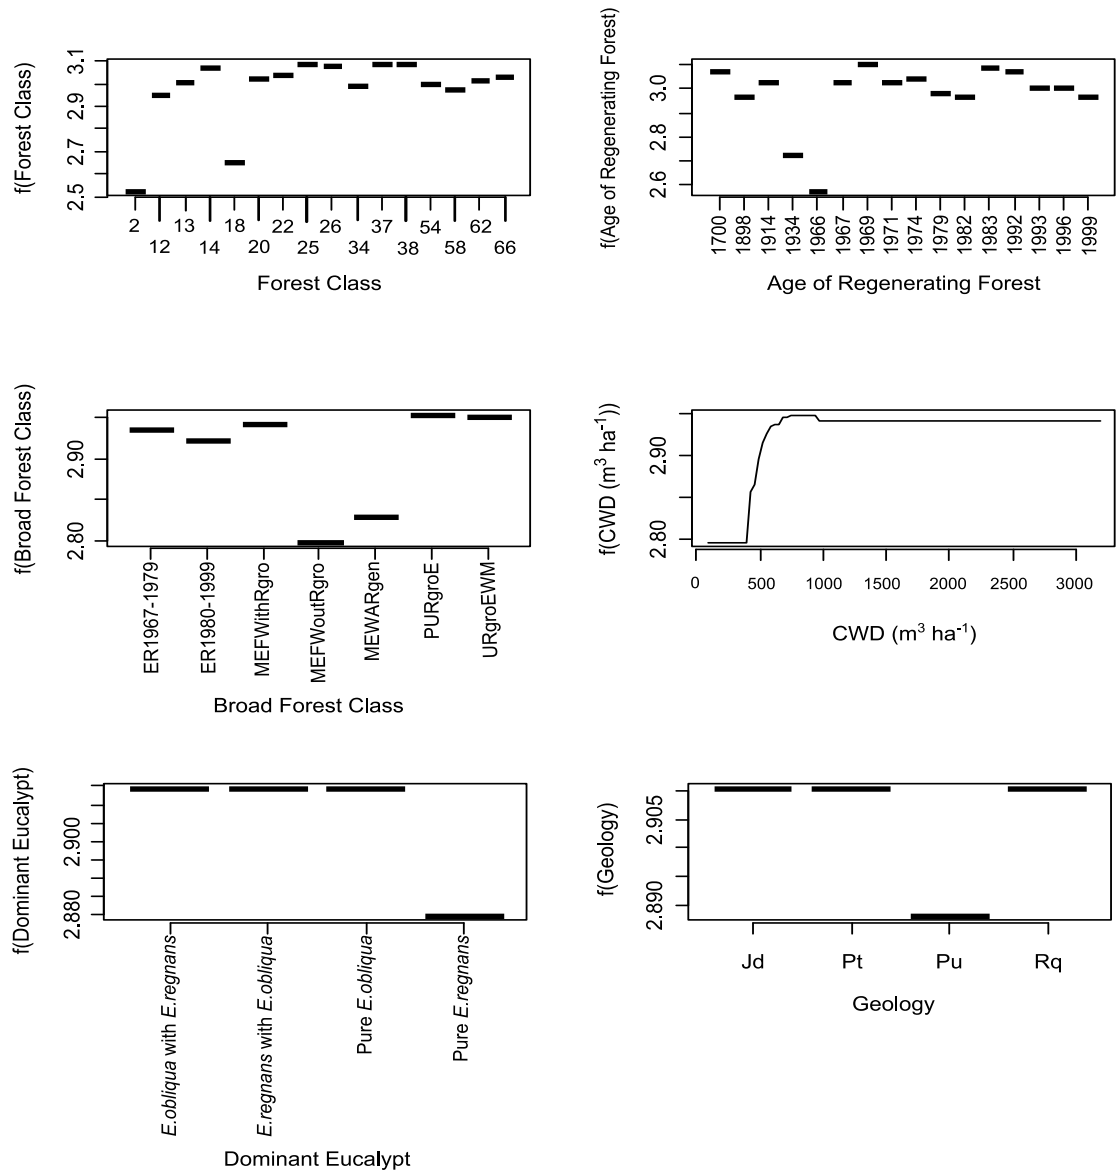 f(Forest Class)
3.1
2.9
2.7
2.5
2 13 18 22 26 37 54 62
12 14 20 25 34 38 58 66
Forest Class
f(Age of Regenerating Forest)
3.0
2.8
2.6
1700
1898
1914
1934
1966
1967
1969
1971
1974
1979
1982
1983
1992
1993
1996
1999
Age of Regenerating Forest
f(Broad Forest Class)
2.90
2.80
ER1967-1979
ER1980-1999
MEFWithRgro
MEFWoutRgro
MEWARgen
PURgroE
URgroEWM
Broad Forest Class
f(CWD (m³ ha⁻¹))
2.90
2.80
0 500 1000 1500 2000 2500 3000
CWD (m³ ha⁻¹)
f(Dominant Eucalypt)
2.900
2.880
E.obliqua with E.regnans
E.regnans with E.obliqua
Pure E.obliqua
Pure E.regnans
Dominant Eucalypt
f(Geology)
2.905
2.890
Jd Pt Pu Rq
Geology